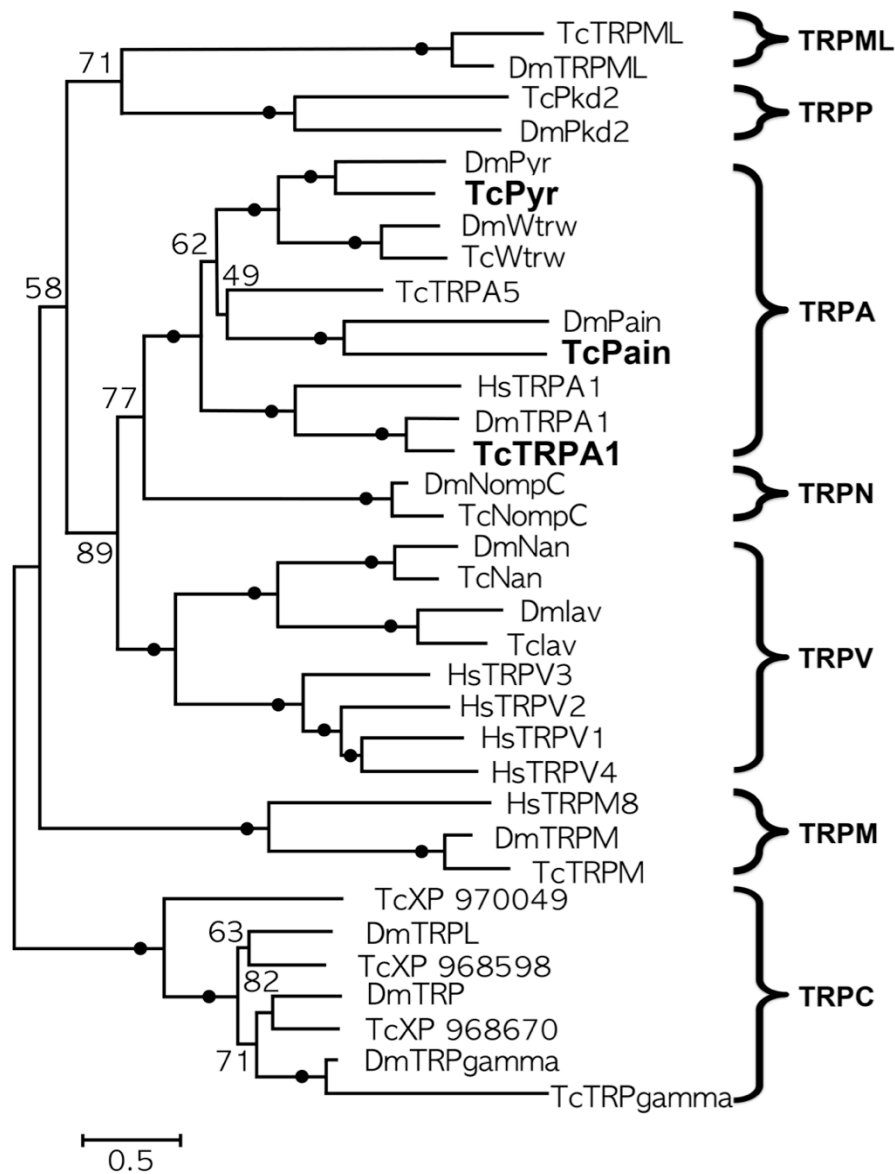 TcTRPML
TRPML
71
DmTRPML
TcPkd2
TRPP
DmPkd2
DmPyr
TcPyr
DmWtrw
62
TcWtrw
49
58
TcTRPA5
TRPA
DmPain
TcPain
77
HsTRPA1
DmTRPA1
TcTRPA1
DmNompC
TRPN
TcNompC
89
DmNan
TcNan
DmIav
TcIav
TRPV
HsTRPV3
HsTRPV2
HsTRPV1
HsTRPV4
HsTRPM8
DmTRPM
TRPM
TcTRPM
TcXP 970049
63
DmTRPL
TcXP 968598
82
DmTRP
TRPC
TcXP 968670
71
DmTRPgamma
TcTRPgamma
0.5